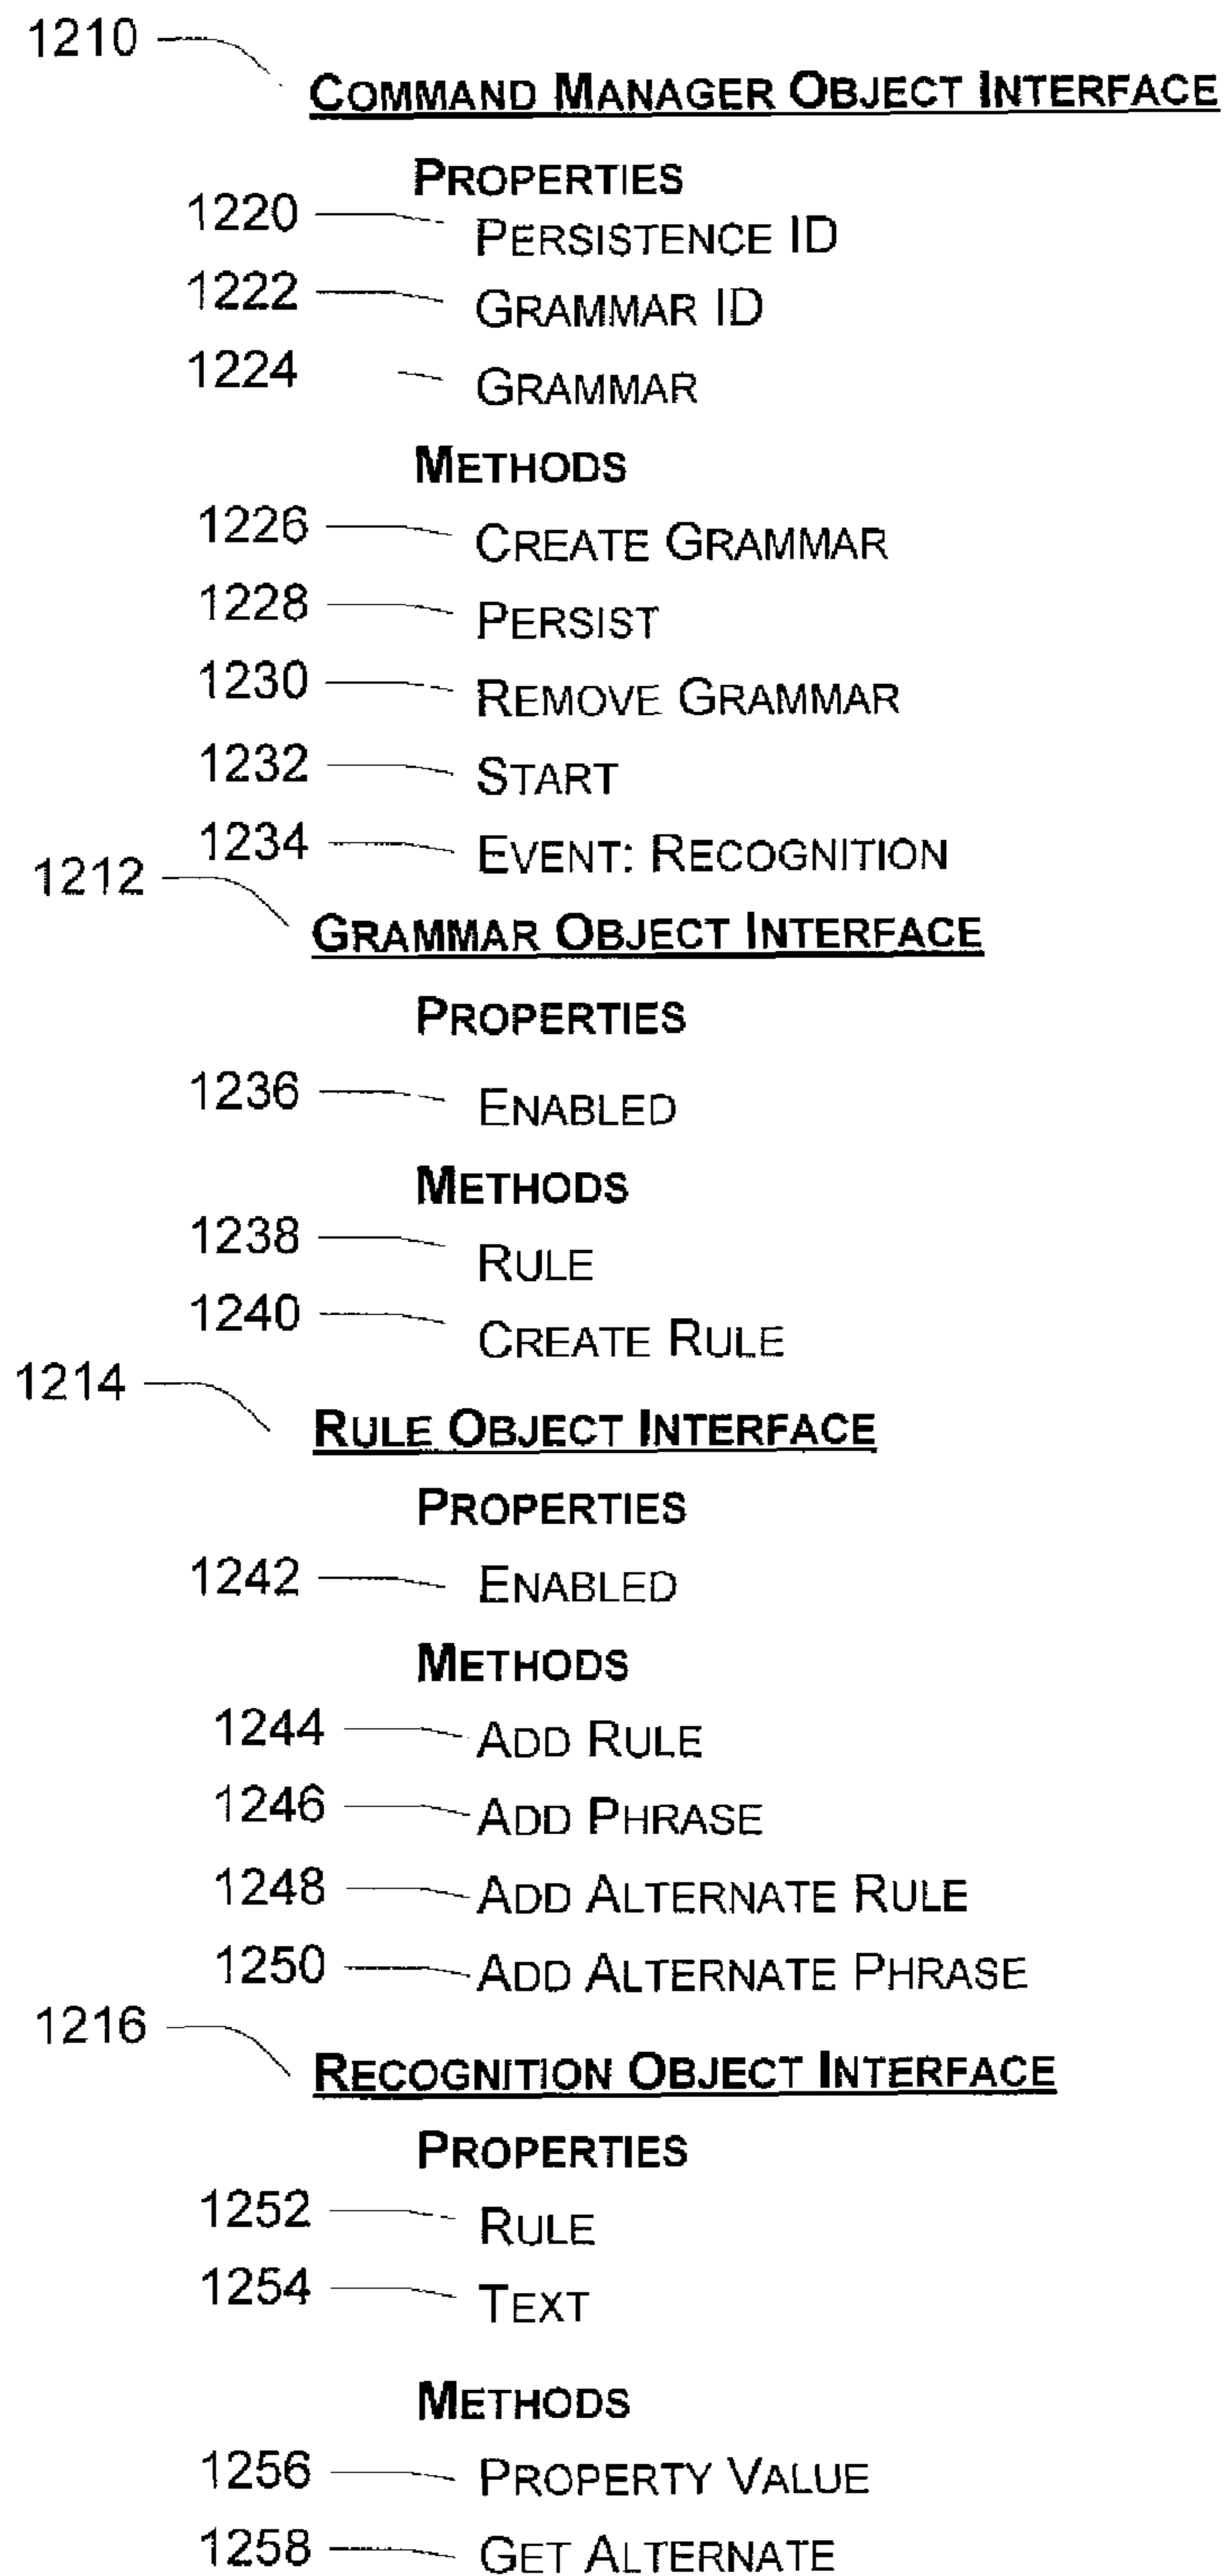 1210
COMMAND MANAGER OBJECT INTERFACE
PROPERTIES
1220 PERSISTENCE ID
1222 GRAMMAR ID
1224 GRAMMAR
METHODS
1226 CREATE GRAMMAR
1228 PERSIST
1230 REMOVE GRAMMAR
1232 START
1234 EVENT: RECOGNITION
1212
GRAMMAR OBJECT INTERFACE
PROPERTIES
1236 ENABLED
METHODS
1238 RULE
1240 CREATE RULE
1214
RULE OBJECT INTERFACE
PROPERTIES
1242 ENABLED
METHODS
1244 ADD RULE
1246 ADD PHRASE
1248 ADD ALTERNATE RULE
1250 ADD ALTERNATE PHRASE
1216
RECOGNITION OBJECT INTERFACE
PROPERTIES
1252 RULE
1254 TEXT
METHODS
1256 PROPERTY VALUE
1258 GET ALTERNATE